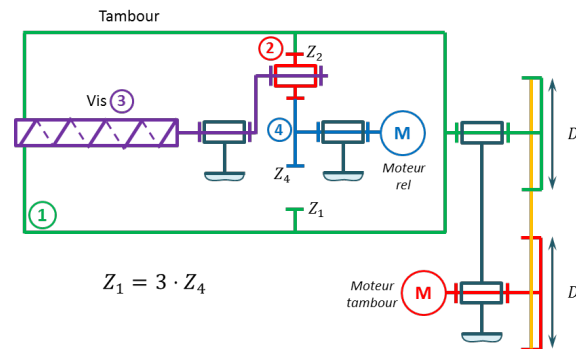 Tambour
2
Z₂
Vis 3
4
M
D
Z₄
Moteur
rel
1
Z₁
Z₁ = 3 · Z₄
Moteur
tambour
M
D